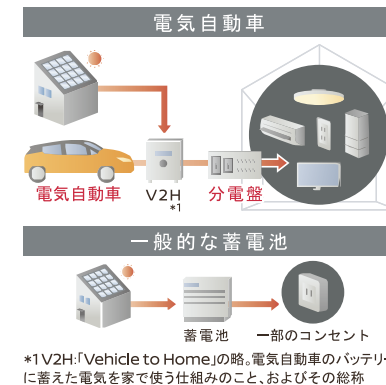 電気自動車
電気自動車
V2H
*1
分電盤
一般的な蓄電池
蓄電池
一部のコンセント
*1 V2H:「Vehicle to Home」の略。電気自動車のバッテリー
に蓄えた電気を家で使う仕組みのこと、およびその総称